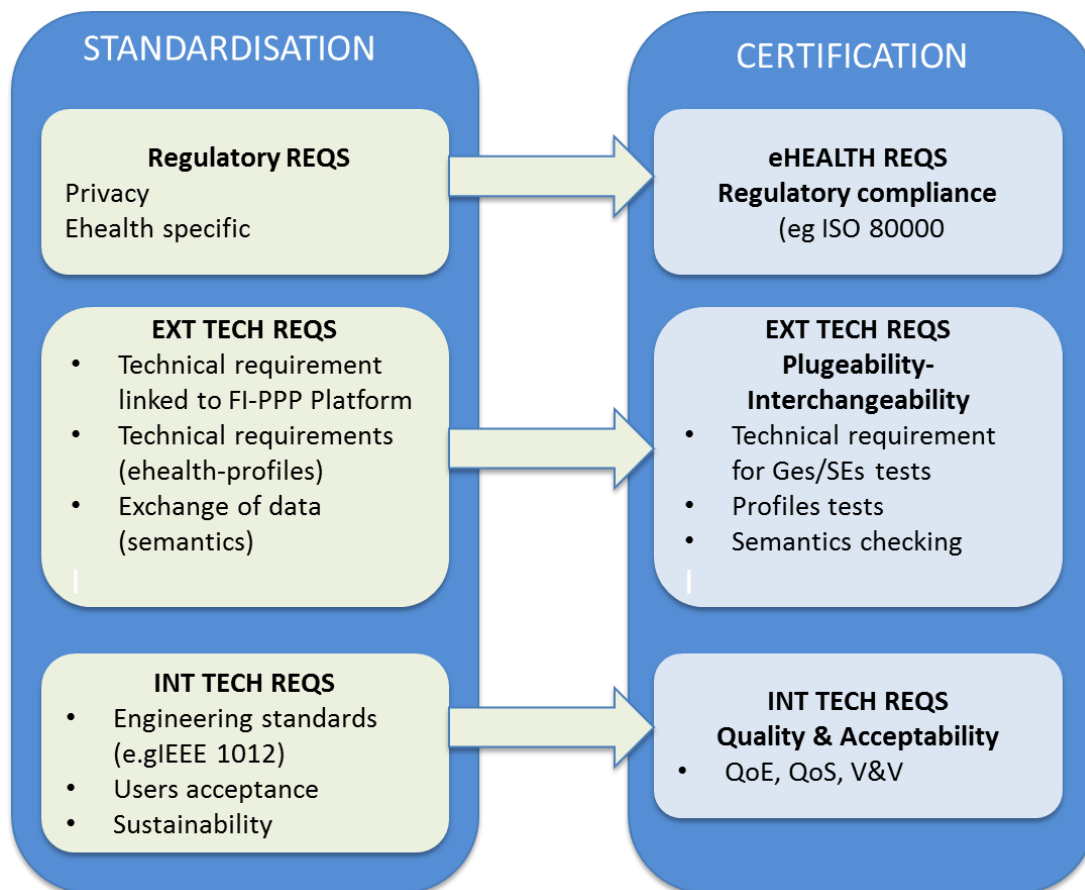 STANDARDISATION
Regulatory REQS
Privacy
Ehealth specific
EXT TECH REQS
• Technical requirement
linked to FI-PPP Platform
• Technical requirements
(ehealth-profiles)
• Exchange of data
(semantics)
INT TECH REQS
• Engineering standards
(e.gIEEE 1012)
• Users acceptance
• Sustainability
CERTIFICATION
eHEALTH REQS
Regulatory compliance
(eg ISO 80000
EXT TECH REQS
Plugeability-
Interchangeability
• Technical requirement
for Ges/SEs tests
• Profiles tests
• Semantics checking
INT TECH REQS
Quality & Acceptability
• QoE, QoS, V&V